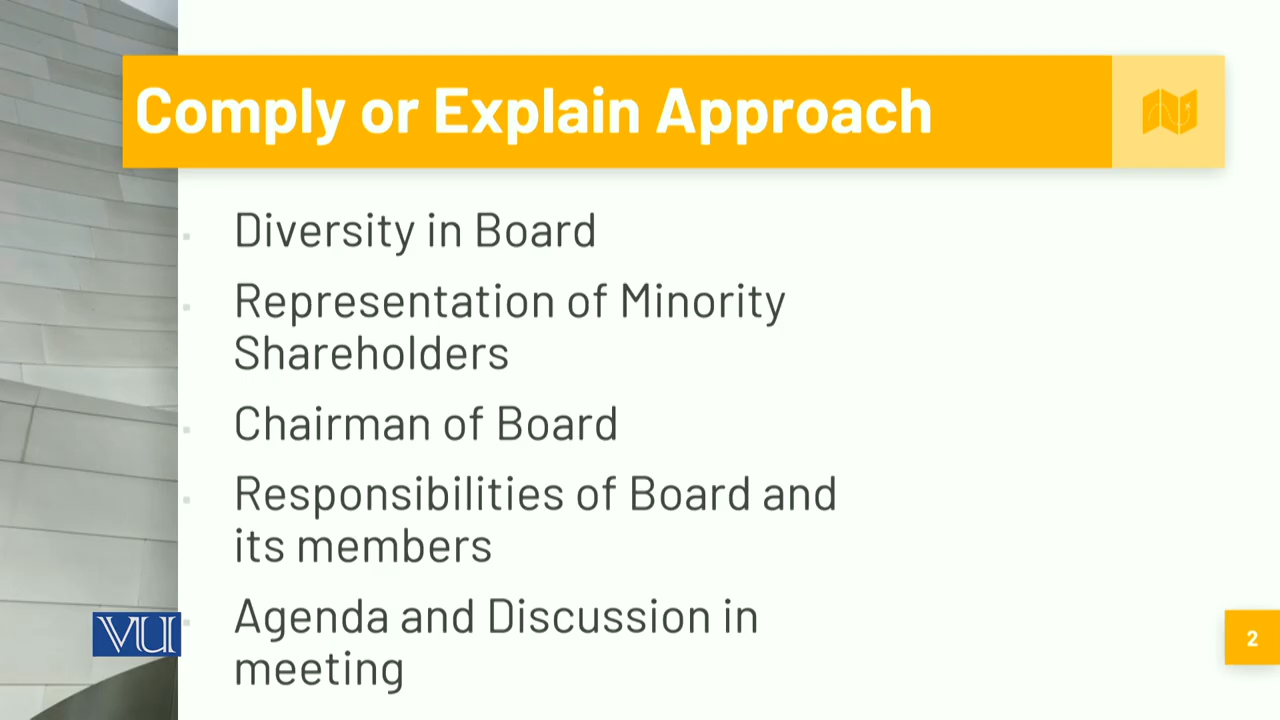 Comply or Explain Approach
Diversity in Board
Representation of Minority
Shareholders
Chairman of Board
Responsibilities of Board and
its members
Agenda and Discussion in
meeting
VU
2